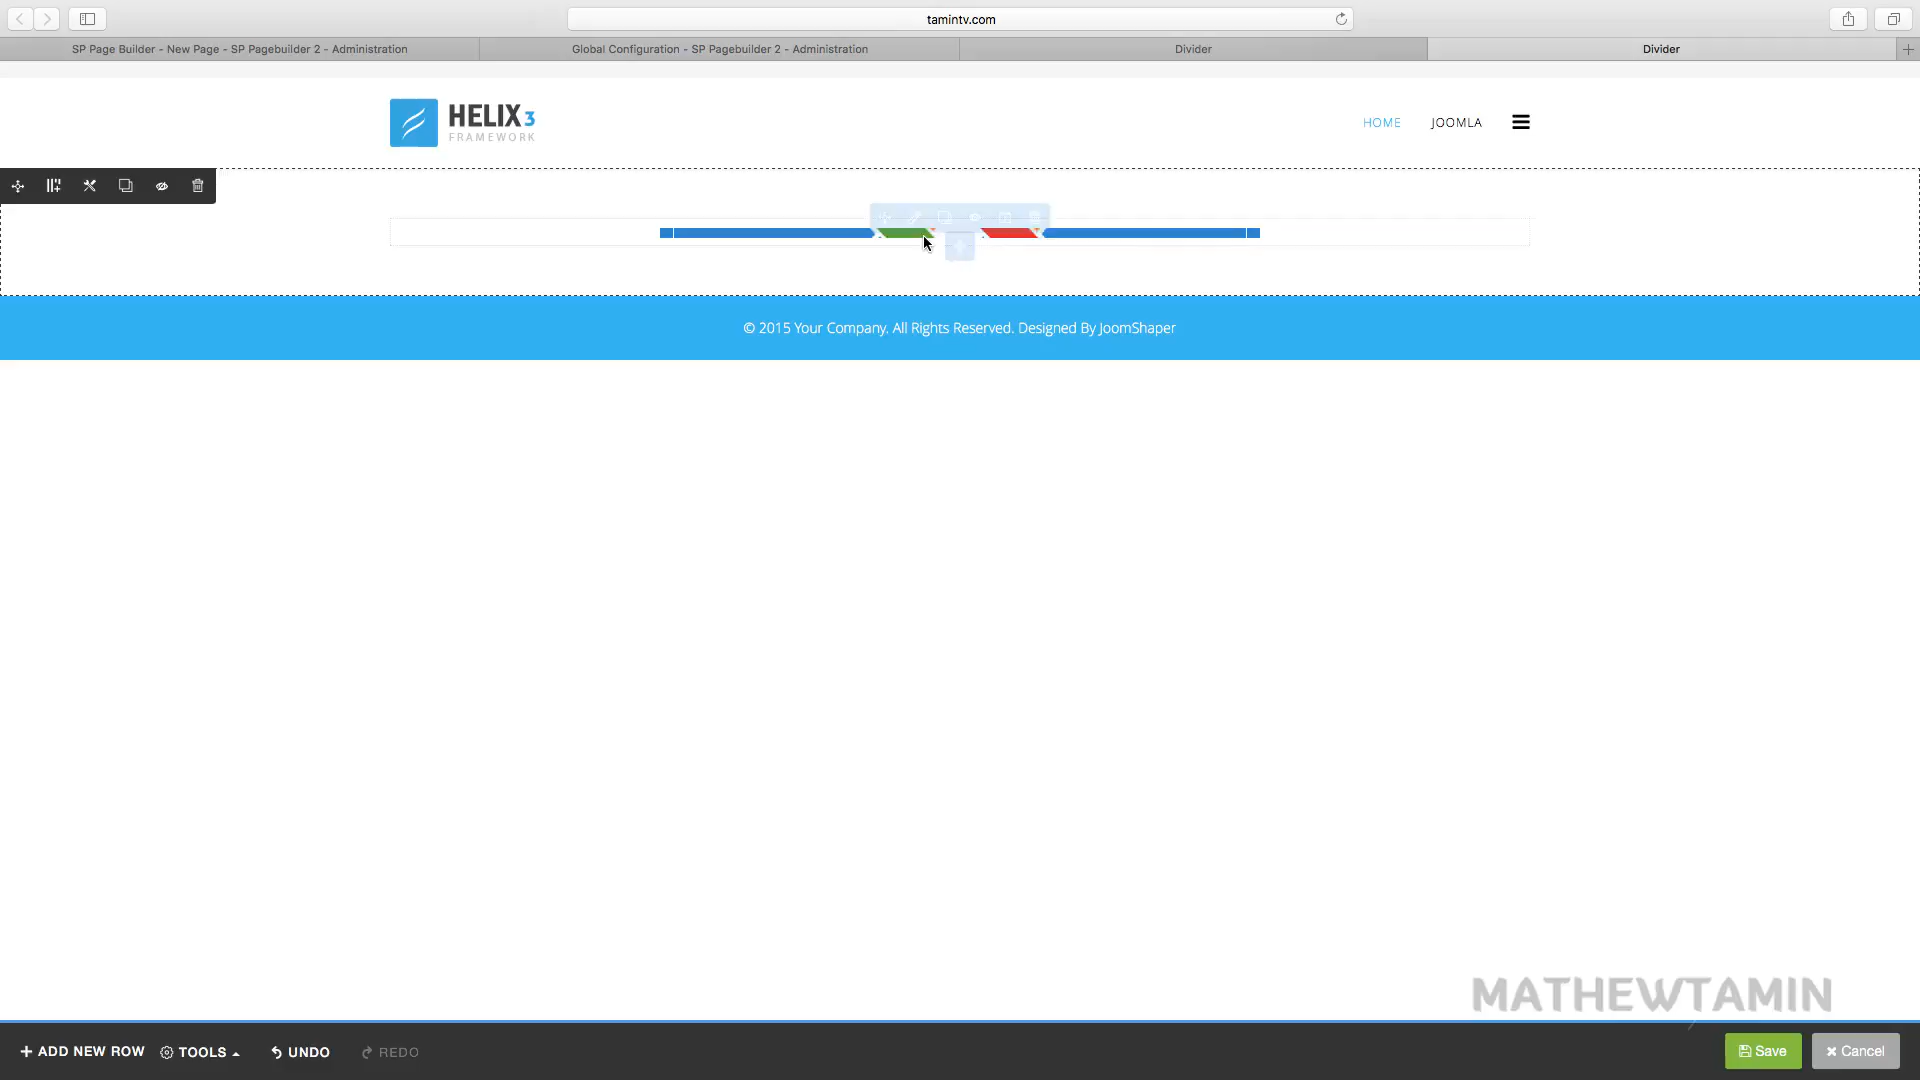 tamintv.com
SP Page Builder - New Page - SP Pagebuilder 2 - Administration
Global Configuration - SP Pagebuilder 2 - Administration
Divider
Divider
HELIX3
FRAMEWORK
HOME
JOOMLA
© 2015 Your Company. All Rights Reserved. Designed By JoomShaper
MATHEWTAMIN
ADD NEW ROW
TOOLS
UNDO
REDO
Save
Cancel